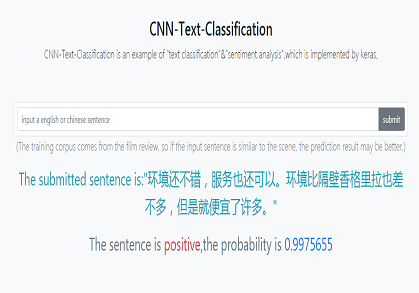 CNN-Text-Classification
CNN-Text-Classification is an example of "text classification"&"sentiment analysis",which is implemented by keras,
input a english or chinese sentence
submit
(The training corpus comes from the film review, so if the input sentence is similar to the scene, the prediction result may be better.)
The submitted sentence is:"环境还不错，服务也还可以。环境比隔壁香格里拉也差
不多，但是就便宜了许多。"
The sentence is positive,the probability is 0.9975655